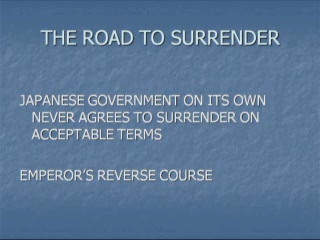 THE ROAD TO SURRENDER
JAPANESE GOVERNMENT ON ITS OWN
NEVER AGREES TO SURRENDER ON
ACCEPTABLE TERMS
EMPEROR'S REVERSE COURSE